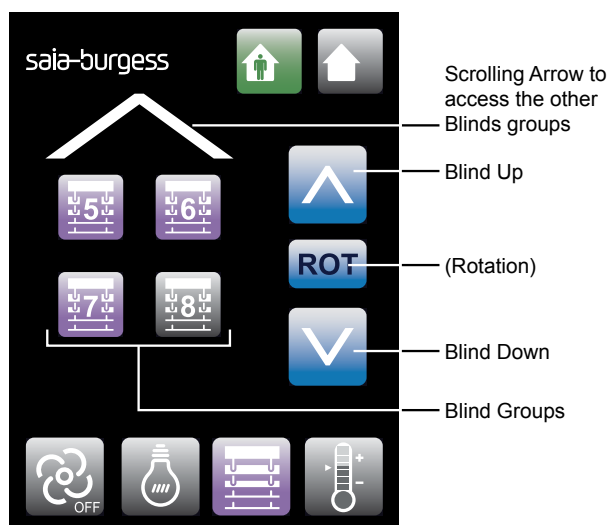 saia-burgess
Scrolling Arrow to
access the other
Blinds groups
Blind Up
5
6
ROT
(Rotation)
7
8
Blind Down
Blind Groups
OFF
+
-